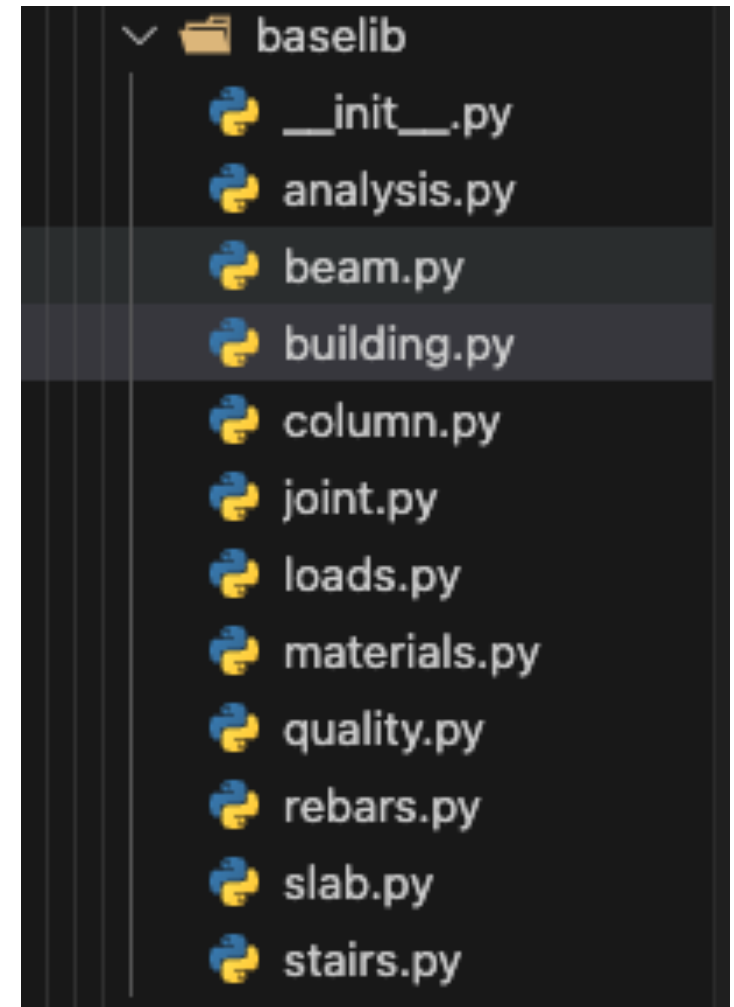 baselib
__init__.py
analysis.py
beam.py
building.py
column.py
joint.py
loads.py
materials.py
quality.py
rebars.py
slab.py
stairs.py